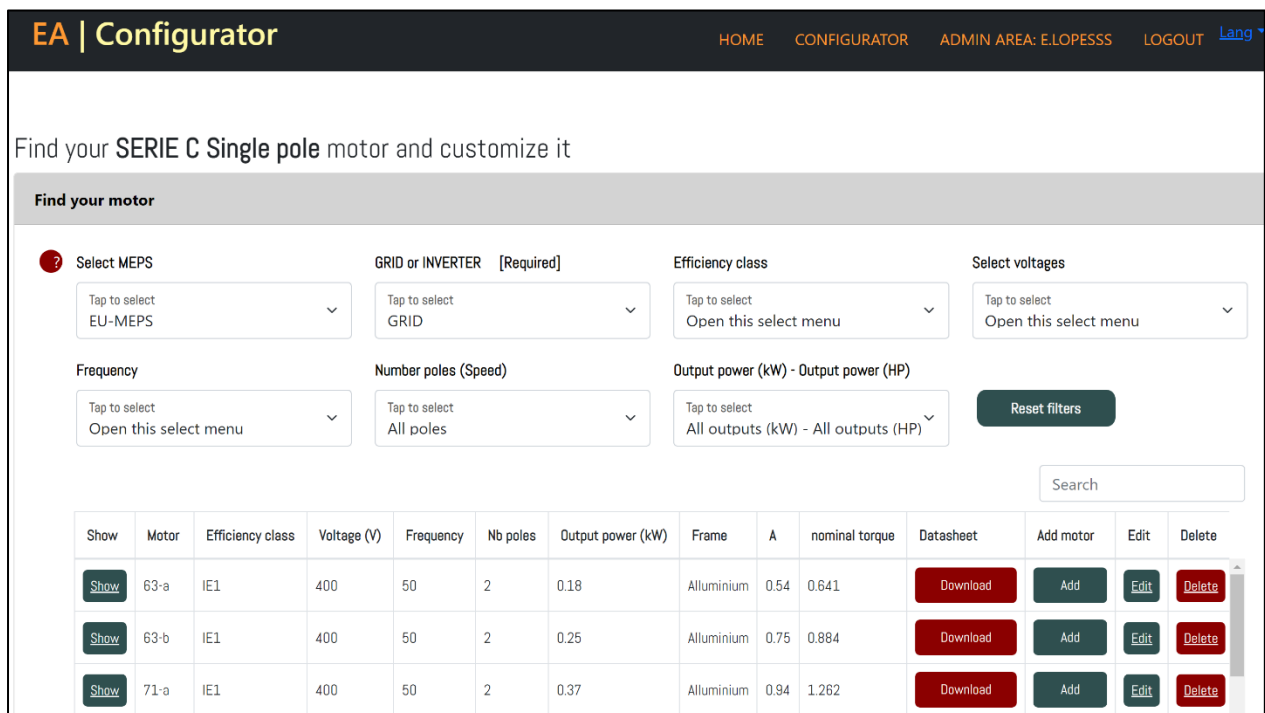 EA | Configurator HOME CONFIGURATOR ADMIN AREA: E.LOPESSS LOGOUT Lang
Find your SERIE C Single pole motor and customize it
Find your motor
? Select MEPS GRID or INVERTER [Required] Efficiency class Select voltages
Tap to select Tap to select Tap to select Tap to select
EU-MEPS GRID Open this select menu Open this select menu
Frequency Number poles (Speed) Output power (kW) - Output power (HP)
Tap to select Tap to select Tap to select
Open this select menu All poles All outputs (kW) - All outputs (HP)
Reset filters
Search
Show Motor Efficiency class Voltage (V) Frequency Nb poles Output power (kW) Frame A nominal torque Datasheet Add motor Edit Delete
Show 63-a IE1 400 50 2 0.18 Alluminium 0.54 0.641 Download Add Edit Delete
Show 63-b IE1 400 50 2 0.25 Alluminium 0.75 0.884 Download Add Edit Delete
Show 71-a IE1 400 50 2 0.37 Alluminium 0.94 1.262 Download Add Edit Delete